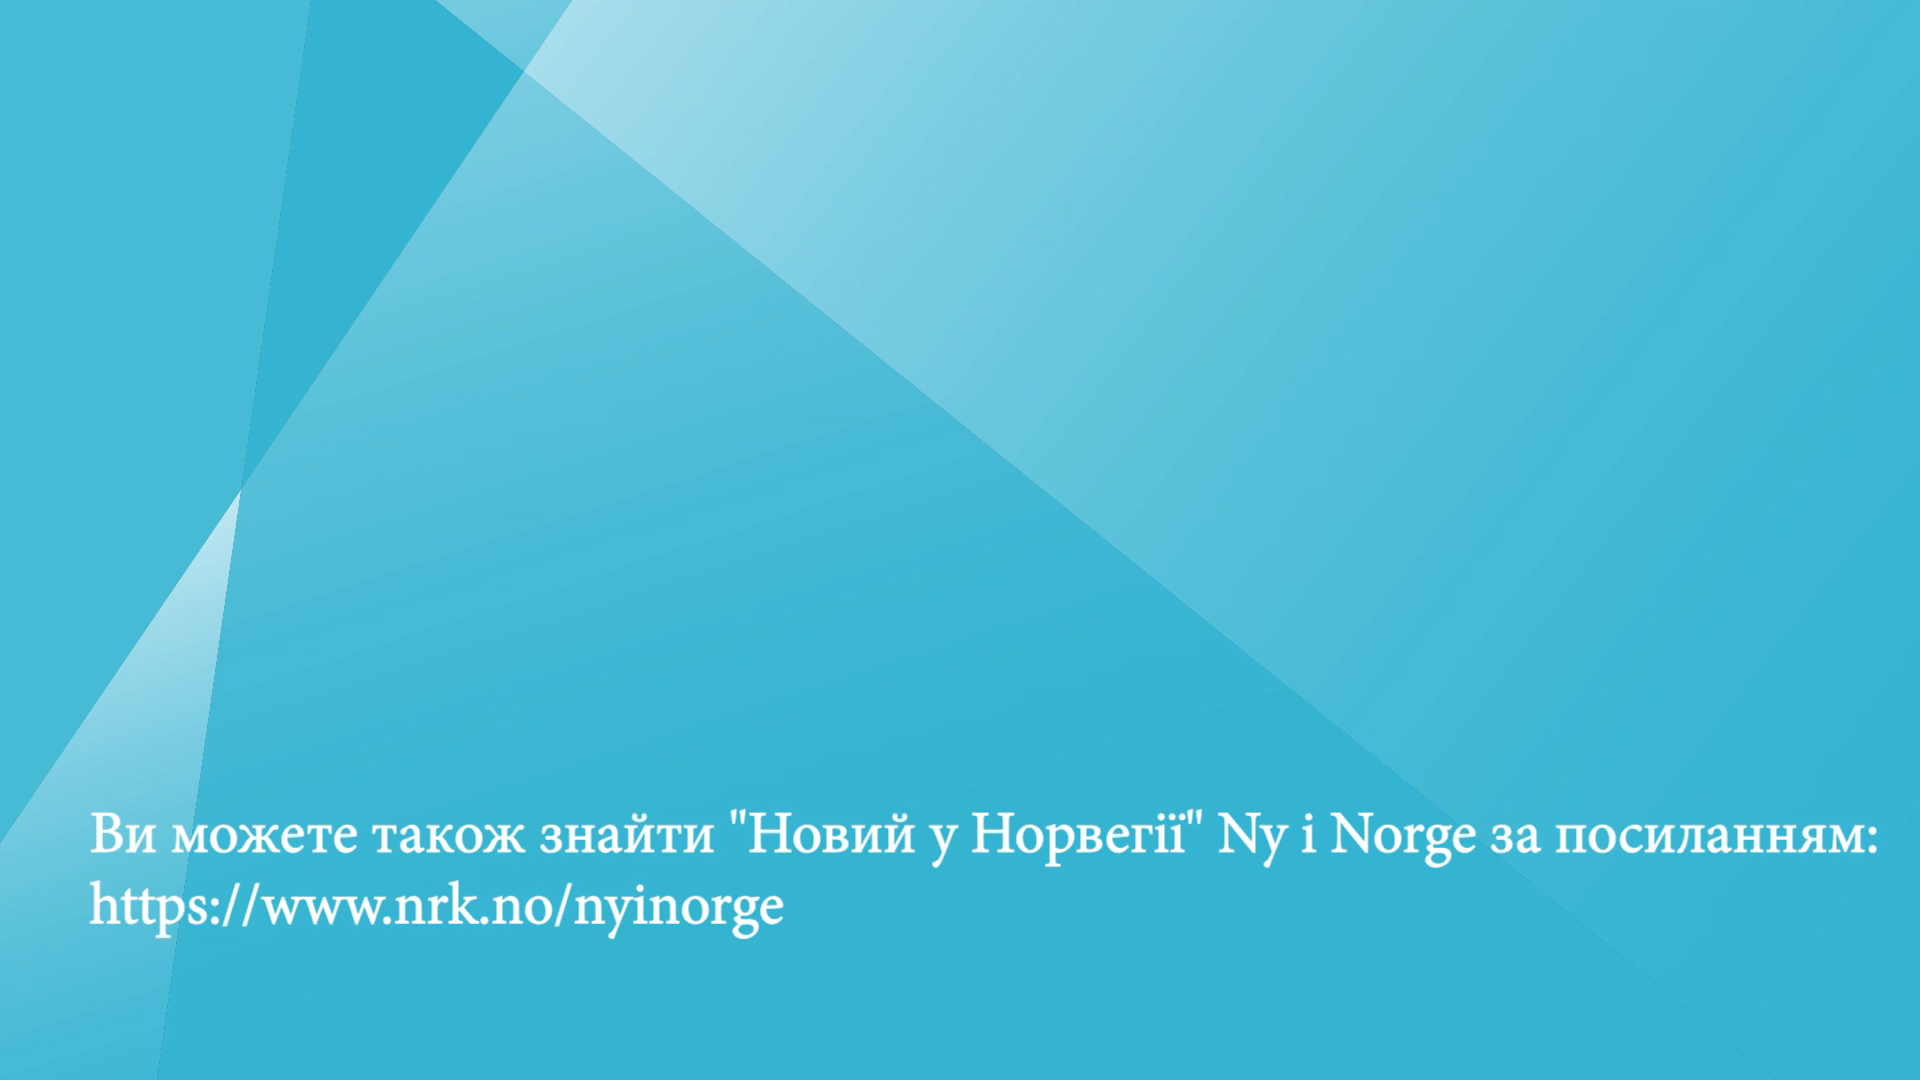 Ви можете також знайти "Новий у Норвегії" Ny i Norge за посиланням:
https://www.nrk.no/nyinorge